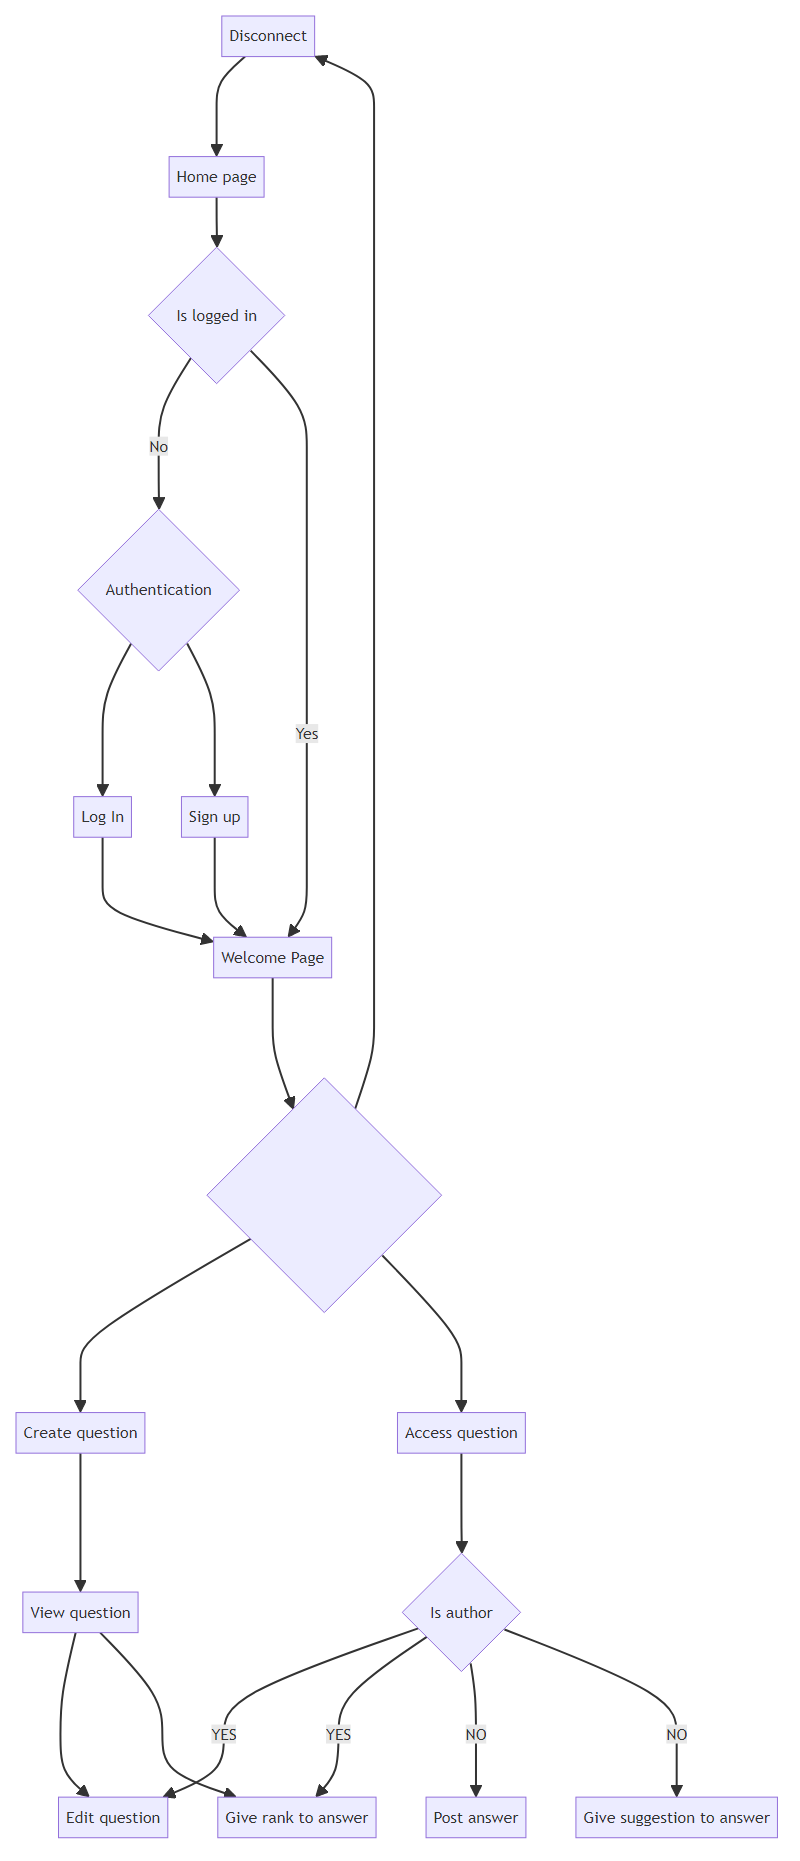 Disconnect
Home page
Is logged in
No
Authentication
Yes
Log In
Sign up
Welcome Page
Create question
Access question
View question
Is author
YES
YES
NO
NO
Edit question
Give rank to answer
Post answer
Give suggestion to answer